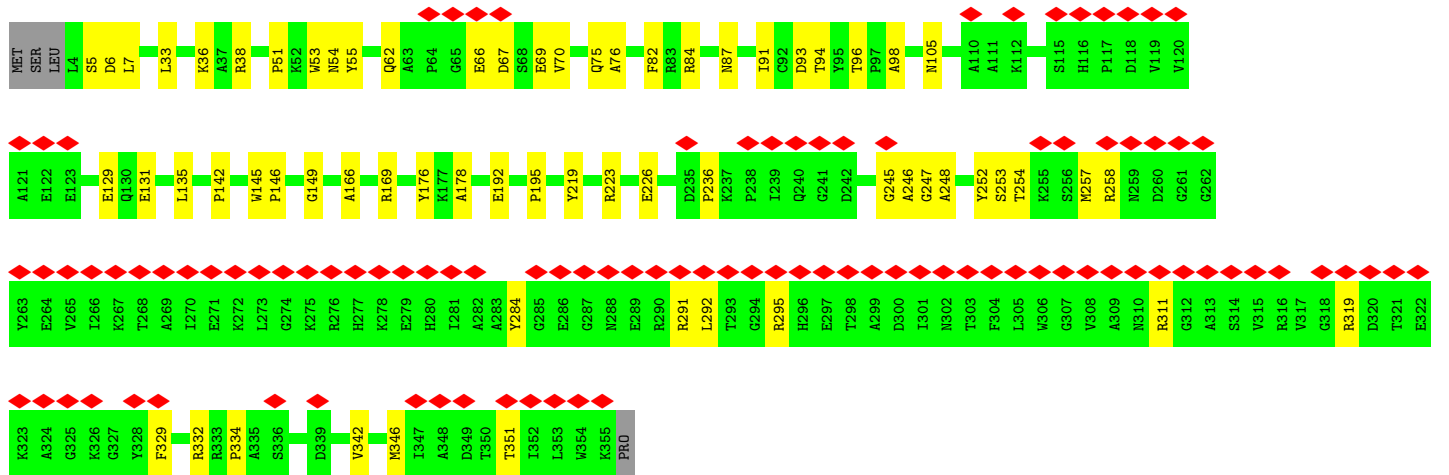 MET SER LEU L4 S5 D6 L7 L33 K36 A37 R38 P51 K52 W53 N54 Y55 Q62 A63 P64 G65 E66 D67 S68 E69 V70 Q75 A76 F82 R83 R84 N87 I91 C92 D93 T94 Y95 T96 P97 A98 N105 A110 A111 K112 S115 H116 P117 D118 V119 V120
A121 E122 E123 E129 Q130 E131 L135 P142 W145 P146 G149 A166 R169 Y176 K177 A178 E192 P195 Y219 R223 E226 D235 P236 K237 P238 I239 Q240 G241 D242 G245 A246 G247 A248 Y252 S253 T254 K255 S256 M257 R258 N259 D260 G261 G262
Y263 E264 V265 I266 K267 T268 A269 I270 E271 K272 L273 G274 K275 R276 H277 K278 E279 H280 I281 A282 A283 Y284 G285 E286 G287 N288 E289 R290 R291 L292 T293 G294 R295 H296 E297 T298 A299 D300 I301 N302 T303 F304 L305 W306 G307 V308 A309 N310 R311 G312 A313 S314 V315 R316 V317 G318 R319 D320 T321 E322
K323 A324 G325 K326 G327 Y328 F329 R332 R333 P334 A335 S336 D339 V342 M346 I347 A348 D349 T350 T351 I352 L353 W354 K355 PRO